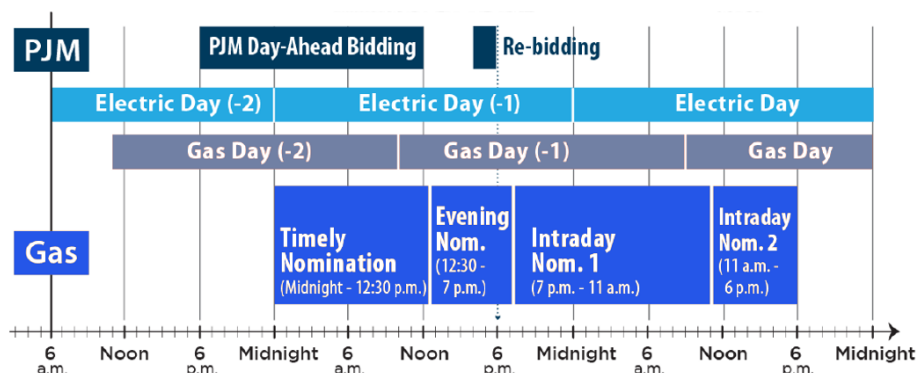 PJM
PJM Day-Ahead Bidding
Re-bidding
Electric Day (-2)
Electric Day (-1)
Electric Day
Gas Day (-2)
Gas Day (-1)
Gas Day
Gas
Timely
Nomination
(Midnight - 12:30 p.m.)
Evening
Nom.
(12:30 -
7 p.m.)
Intraday
Nom. 1
(7 p.m. - 11 a.m.)
Intraday
Nom. 2
(11 a.m. -
6 p.m.)
6 a.m.
Noon
6 p.m.
Midnight
6 a.m.
Noon
6 p.m.
Midnight
6 a.m.
Noon
6 p.m.
Midnight